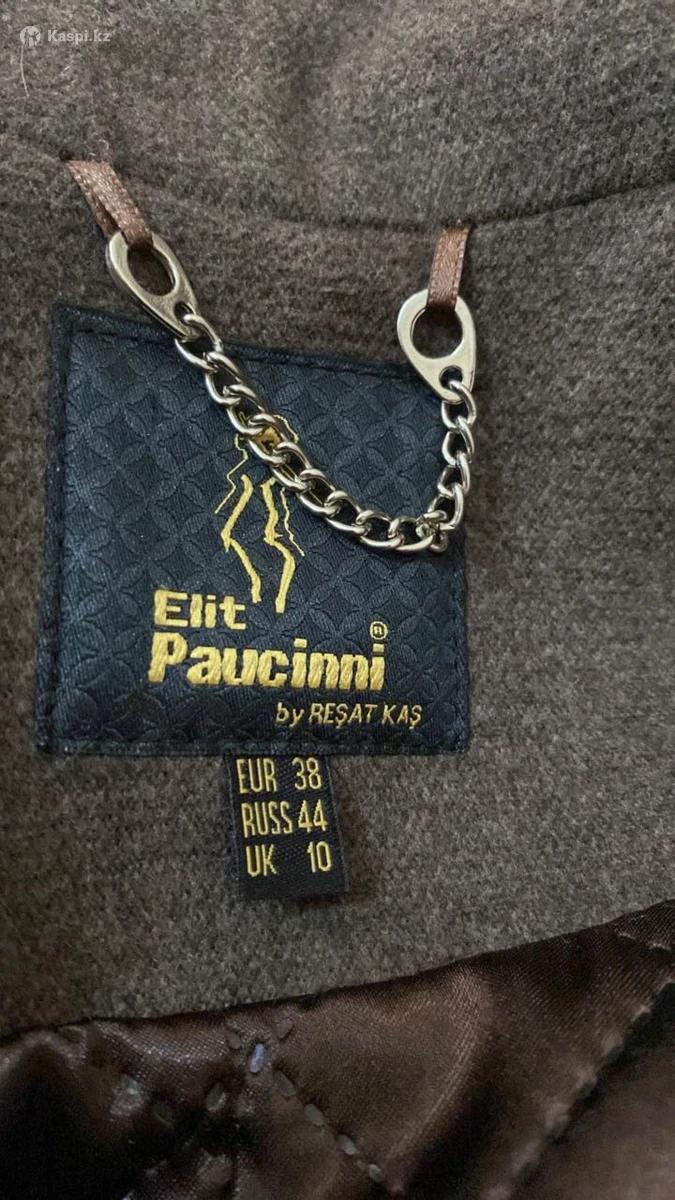 Kaspi.kz
Elit
Paucinni®
by REŞAT KAŞ
EUR 38
RUSS 44
UK 10